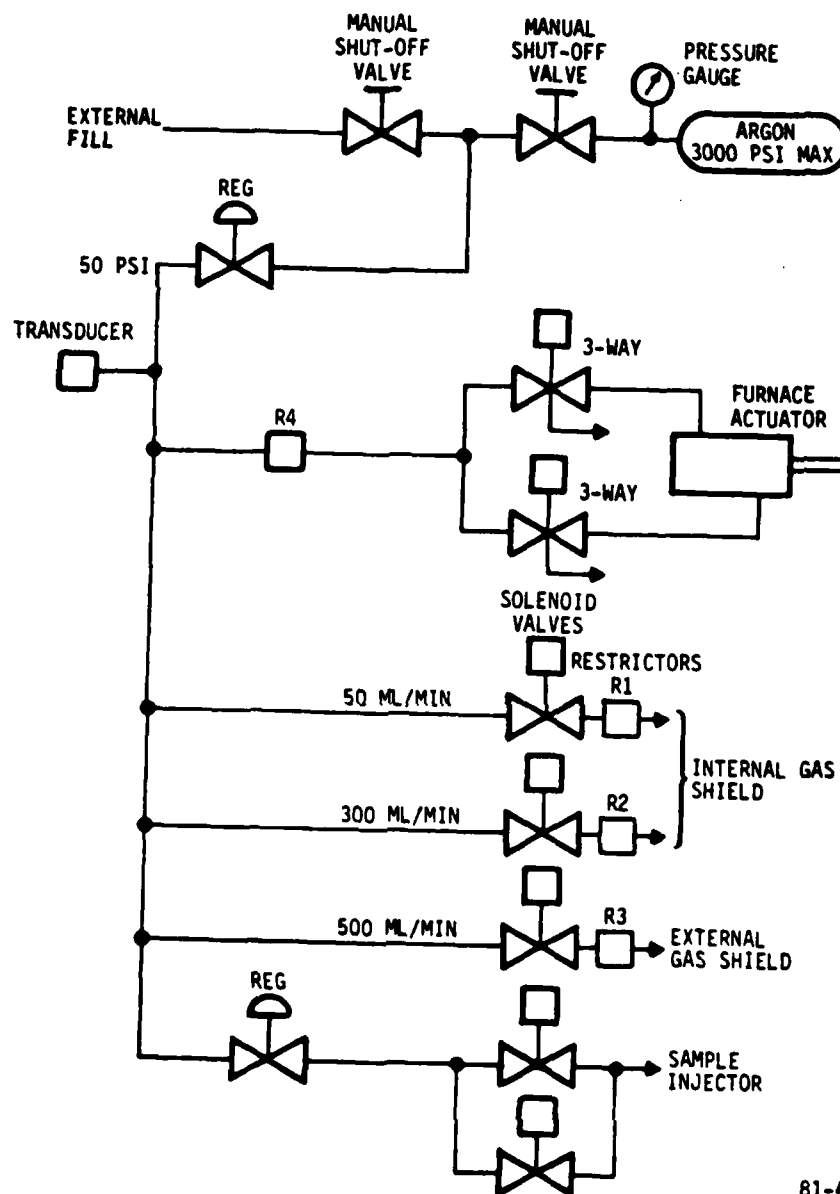 MANUAL
SHUT-OFF
VALVE
MANUAL
SHUT-OFF
VALVE
PRESSURE
GAUGE
EXTERNAL
FILL
ARGON
3000 PSI MAX
REG
50 PSI
TRANSDUCER
3-WAY
FURNACE
ACTUATOR
R4
3-WAY
SOLENOID
VALVES
RESTRICTORS
50 ML/MIN
R1
INTERNAL GAS
SHIELD
300 ML/MIN
R2
500 ML/MIN
R3
EXTERNAL
GAS SHIELD
REG
SAMPLE
INJECTOR